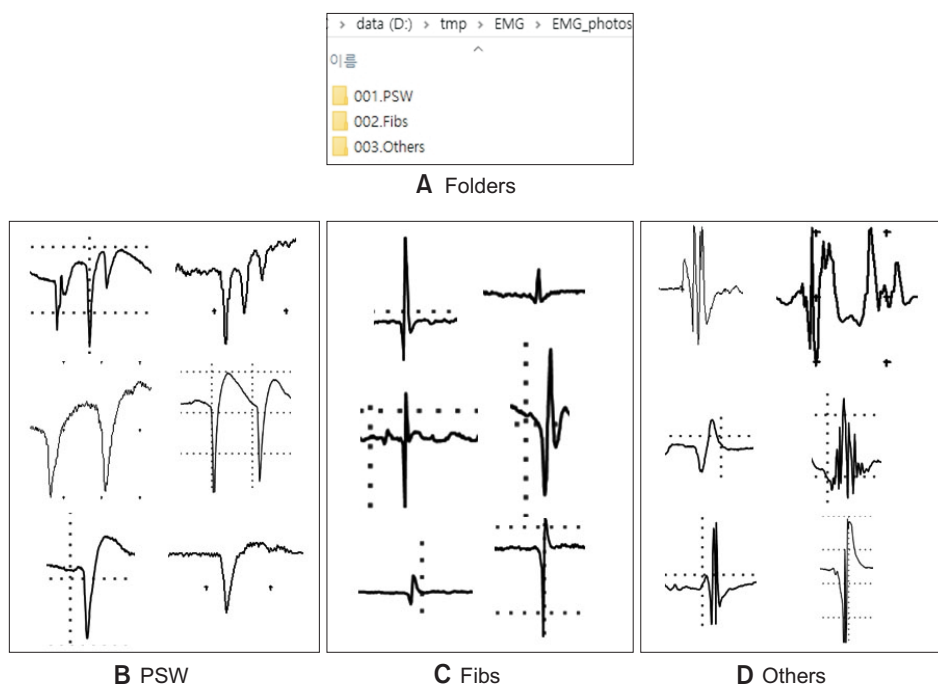 › data (D:) › tmp › EMG › EMG_photos
이름
001.PSW
002.Fibs
003.Others
A Folders
B PSW
C Fibs
D Others